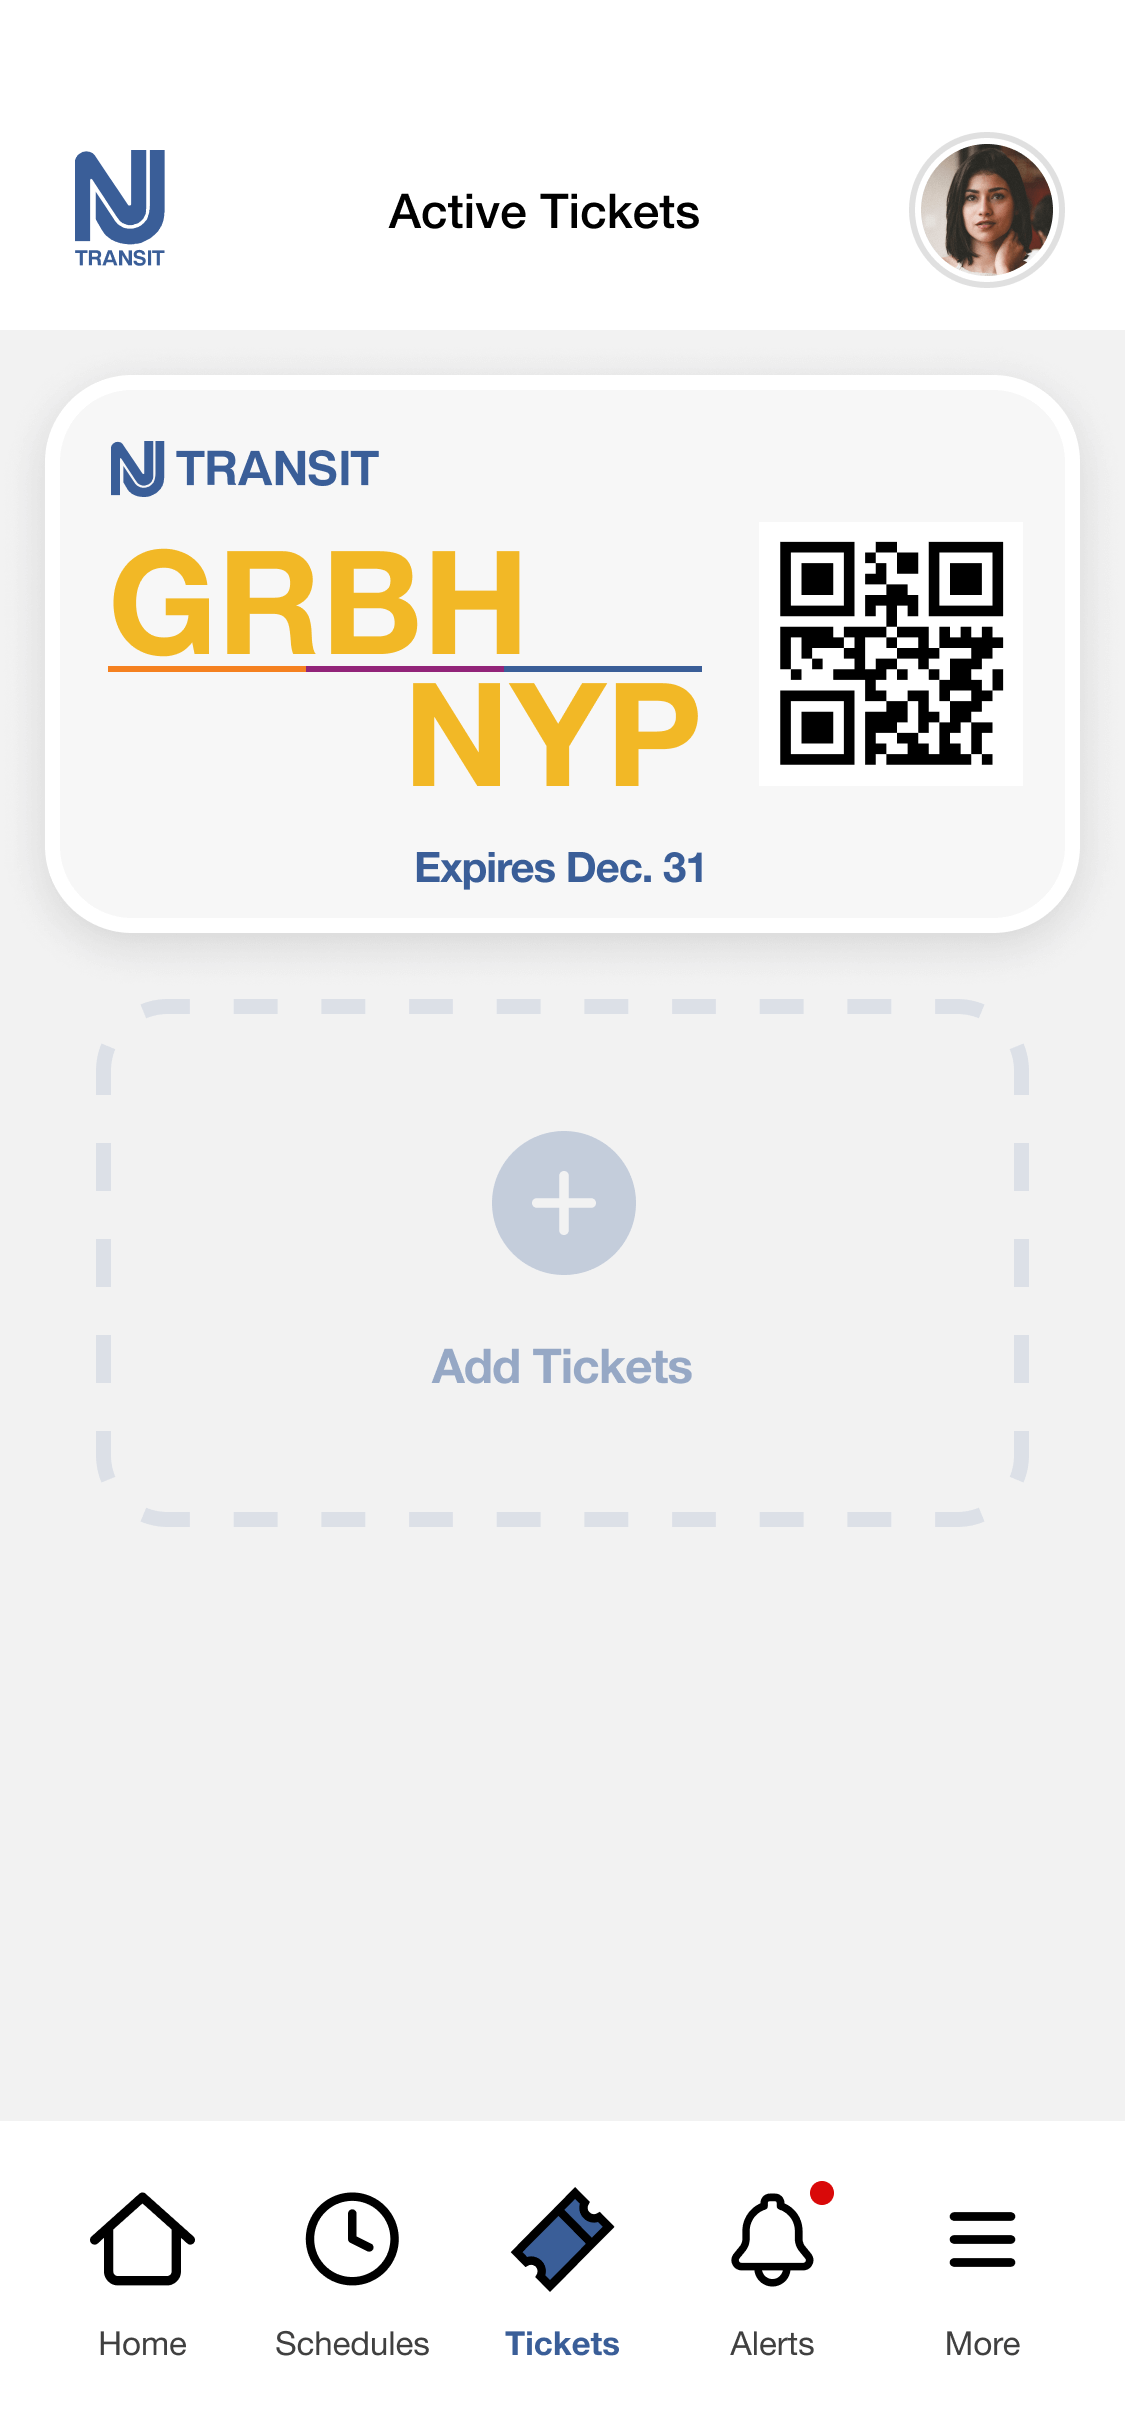 NJ
TRANSIT
Active Tickets
NJ TRANSIT
GRBH
NYP
Expires Dec. 31
Add Tickets
Home
Schedules
Tickets
Alerts
More